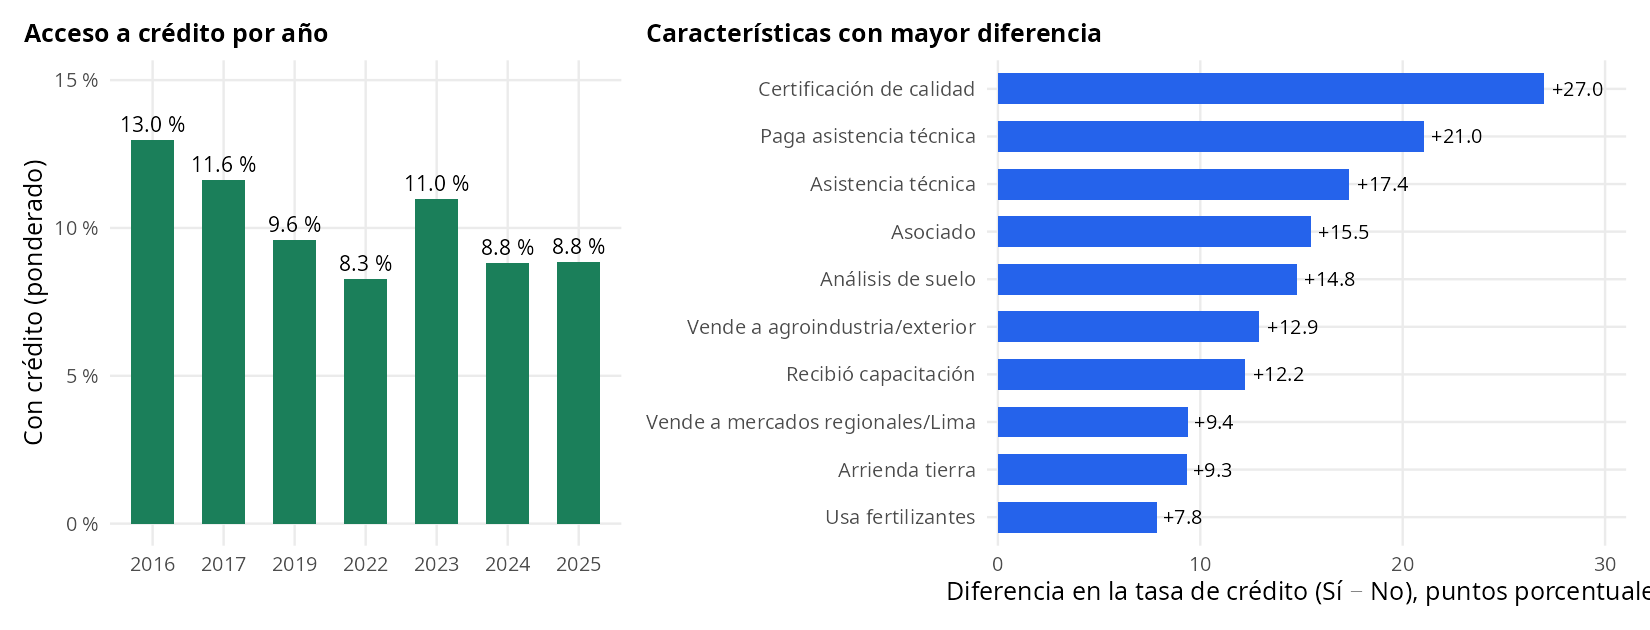 Acceso a crédito por año
Con crédito (ponderado)
15 %
10 %
5 %
0 %
13.0 %
11.6 %
9.6 %
8.3 %
11.0 %
8.8 %
8.8 %
2016 2017 2019 2022 2023 2024 2025
Características con mayor diferencia
Certificación de calidad +27.0
Paga asistencia técnica +21.0
Asistencia técnica +17.4
Asociado +15.5
Análisis de suelo +14.8
Vende a agroindustria/exterior +12.9
Recibió capacitación +12.2
Vende a mercados regionales/Lima +9.4
Arrienda tierra +9.3
Usa fertilizantes +7.8
0 10 20 30
Diferencia en la tasa de crédito (Sí − No), puntos porcentuale